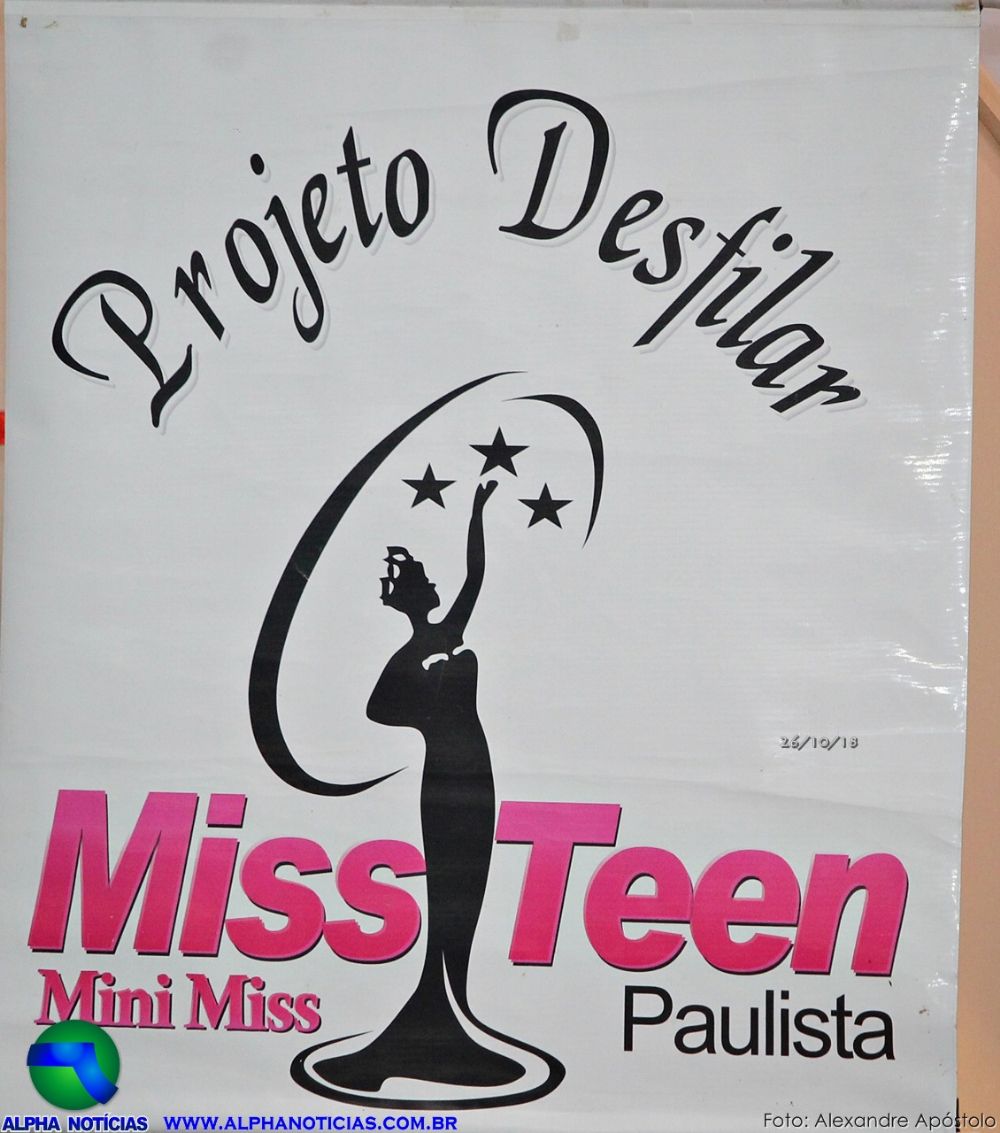 Projeto Desfilar
26/10/18
Miss Teen
Mini Miss
Paulista
ALPHA NOTÍCIAS WWW.ALPHANOTICIAS.COM.BR
Foto: Alexandre Apóstolo